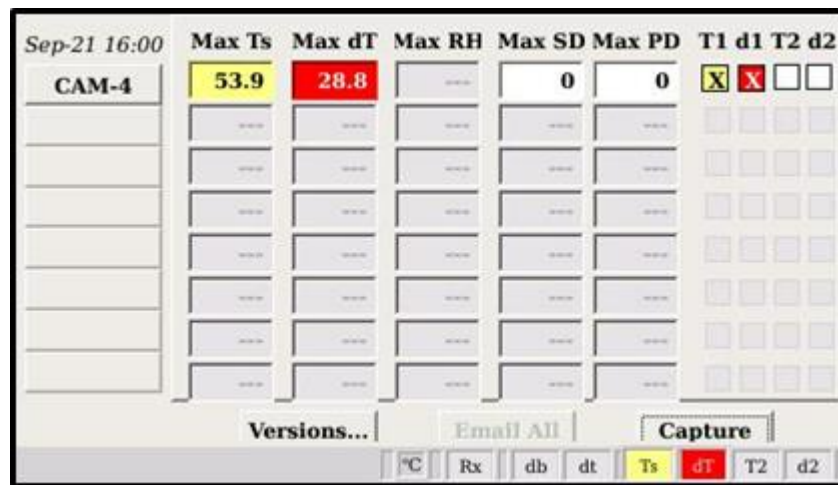 Sep-21 16:00 Max Ts Max dT Max RH Max SD Max PD T1 d1 T2 d2
CAM-4 53.9 28.8 --- 0 0 X X
--- --- --- --- ---
--- --- --- --- ---
--- --- --- --- ---
--- --- --- --- ---
--- --- --- --- ---
--- --- --- --- ---
--- --- --- --- ---
Versions... Email All Capture
°C Rx db dt Ts dT T2 d2